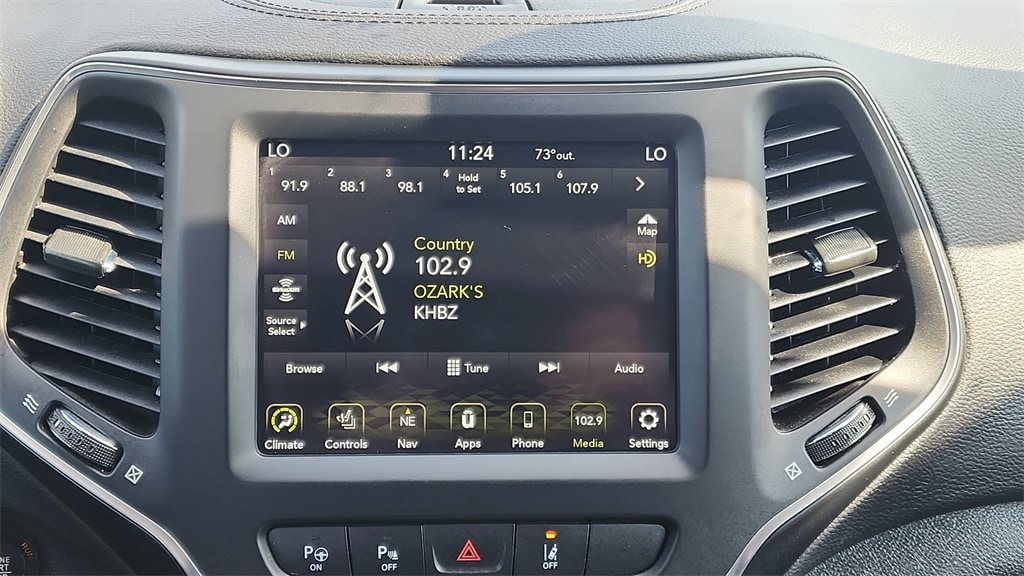 LO 11:24 73°out. LO
1 91.9 2 88.1 3 98.1 4 Hold to Set 5 105.1 6 107.9
AM
Map
FM
HD
SiriusXM
Source
Select
Country
102.9
OZARK'S
KHBZ
Browse Tune Audio
NE 102.9
Climate Controls Nav Apps Phone Media Settings
P ON
P OFF
OFF